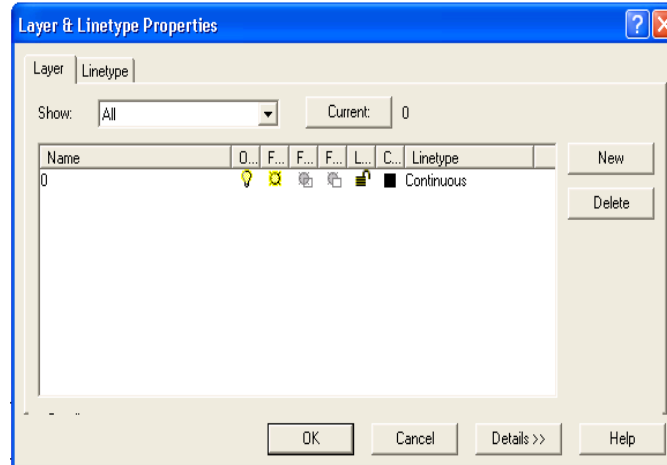 Layer & Linetype Properties
Layer Linetype
Show: All Current: 0
Name O... F... F... F... L... C... Linetype New
0 Continuous
Delete
OK Cancel Details >> Help